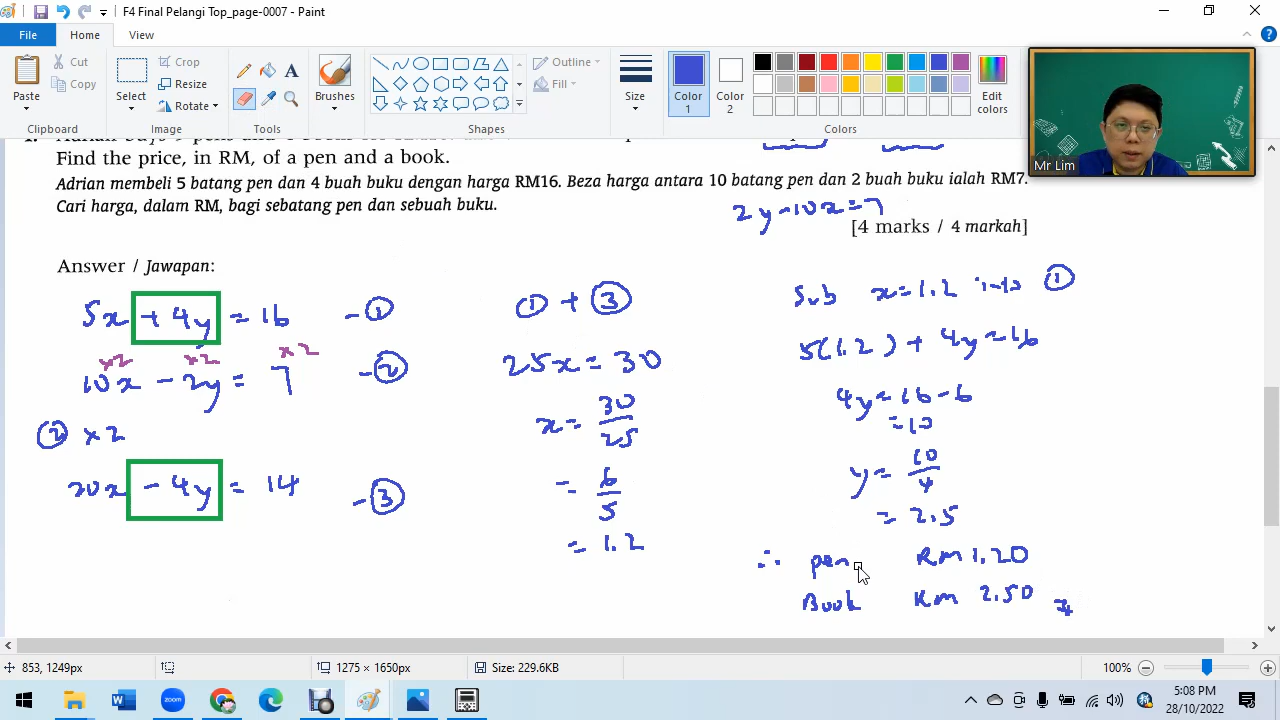 F4 Final Pelangi Top_page-0007 - Paint
File Home View
Paste Cut Copy Clipboard
Select Crop Resize Rotate Image
Tools
Brushes
Outline Fill Shapes
Size
Color 1 Color 2 Edit colors Colors
Mr Lim
Find the price, in RM, of a pen and a book.
Adrian membeli 5 batang pen dan 4 buah buku dengan harga RM16. Beza harga antara 10 batang pen dan 2 buah buku ialah RM7.
Cari harga, dalam RM, bagi sebatang pen dan sebuah buku.
2y-10x=7
[4 marks / 4 markah]
Answer / Jawapan:
5x + 4y = 16 - ①
x2 x2 x2
10x - 2y = 7 - ②
② x2
20x - 4y = 14 - ③
① + ③
25x = 30
x = 30/25
= 6/5
= 1.2
Sub x=1.2 into ①
5(1.2) + 4y = 16
4y = 16 - 6
= 10
y = 10/4
= 2.5
∴ pen RM 1.20
Book RM 2.50
853, 1249px 1275 × 1650px Size: 229.6KB 100%
zoom
5:08 PM
28/10/2022